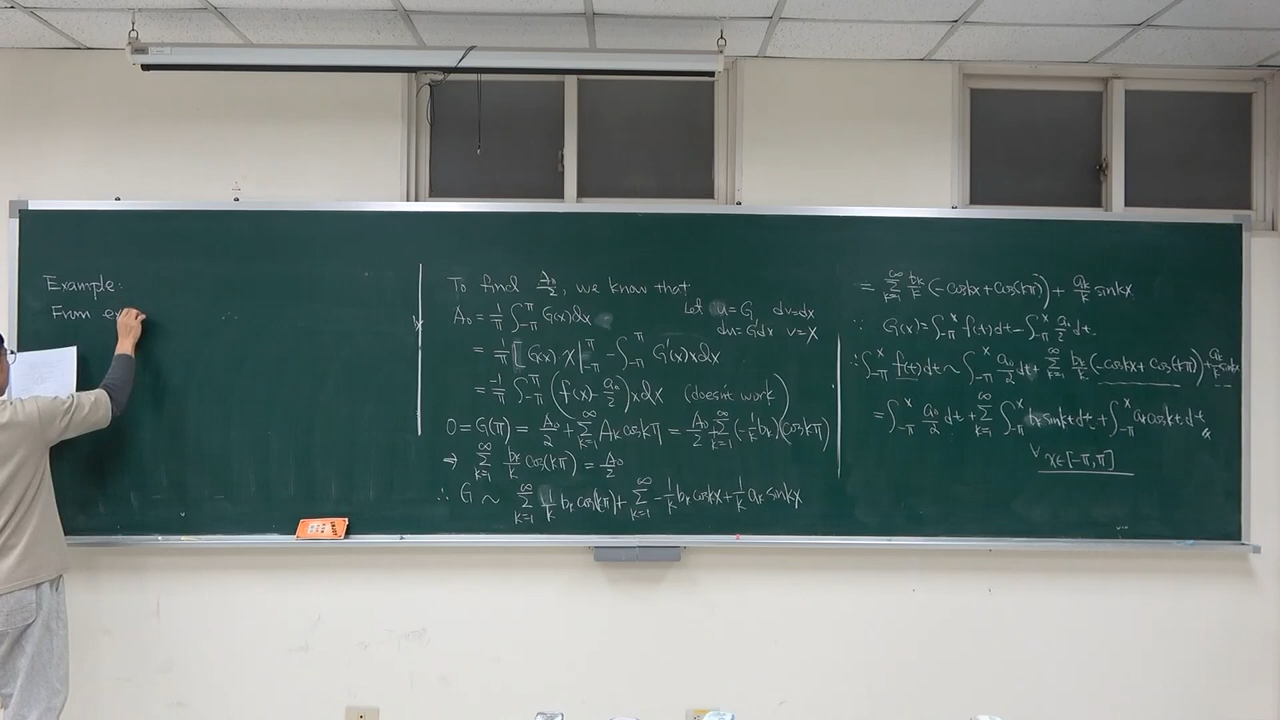 Example:
From ex
To find A₀/2, we know that
A₀ = 1/π ∫_{-π}^{π} G(x)dx Let u=G dv=dx
du=G'dx v=x
= 1/π [G(x)·x|_{-π}^{π} - ∫_{-π}^{π} G'(x)x dx
= -1/π ∫_{-π}^{π} (f(x) - a₀/2) x dx (doesn't work)
0 = G(π) = A₀/2 + Σ_{k=1}^{∞} A_k cos kπ = A₀/2 + Σ_{k=1}^{∞} (-1/k b_k)(cos kπ)
⇒ Σ_{k=1}^{∞} b_k/k cos(kπ) = A₀/2
∴ G ~ Σ_{k=1}^{∞} 1/k b_k cos(kπ) + Σ_{k=1}^{∞} -1/k b_k cos kx + 1/k a_k sin kx
= Σ_{k=1}^{∞} b_k/k (-cos kx + cos(kπ)) + a_k/k sin kx
∵ G(x) = ∫_{-π}^{x} f(t)dt - ∫_{-π}^{x} a₀/2 dt.
∴ ∫_{-π}^{x} f(t)dt ~ ∫_{-π}^{x} a₀/2 dt + Σ_{k=1}^{∞} b_k/k (-cos kx + cos(kπ)) + a_k/k sin kx
= ∫_{-π}^{x} a₀/2 dt + Σ_{k=1}^{∞} ∫_{-π}^{x} b_k sin kt dt + ∫_{-π}^{x} a_k cos kt dt
∀ x∈[-π,π]